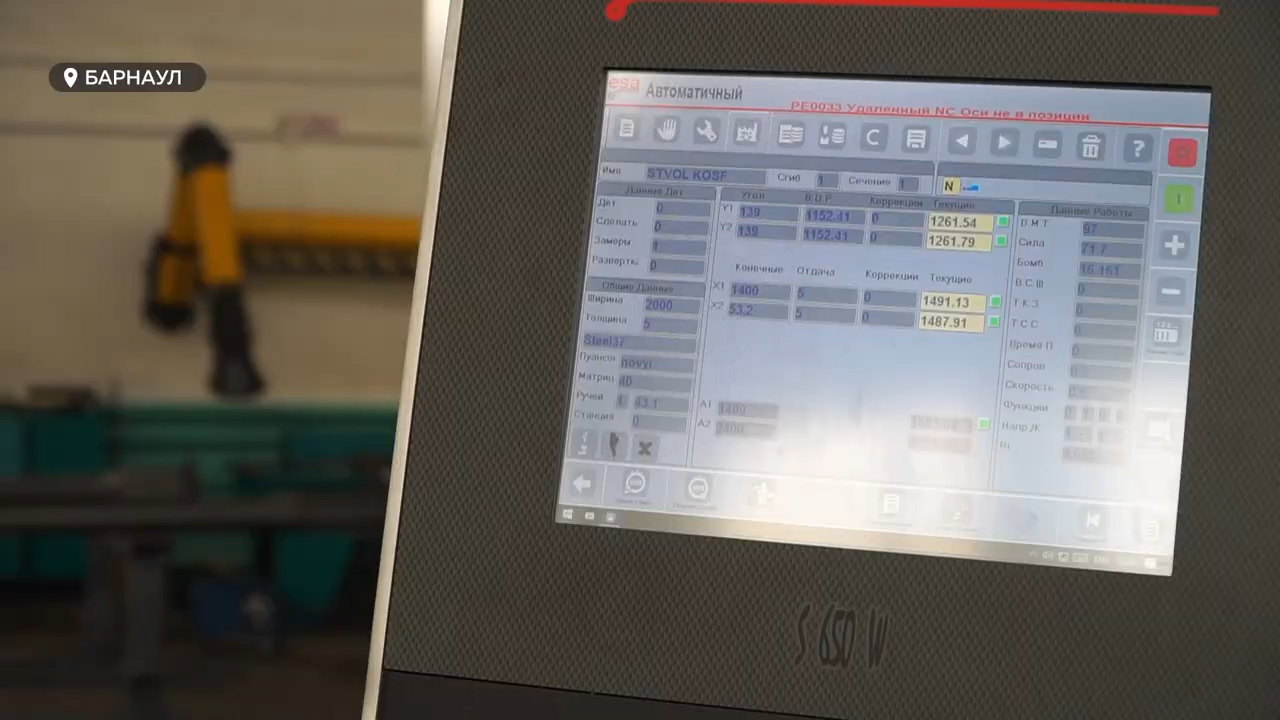 БАРНАУЛ
esa
Автоматичный
PE0033 Удаленный NC Оси не в позиции
Имя STVOL KOSF Сгиб 1 Сечение 1 N
Данные Дет
Дет 0
Сделать 0
Замеры 1
Развертка 0
Общие Данные
Ширина 2000
Толщина 5
Steel37
Пуансон novyi
Матриц 40
Ручей 43.1
Станция 0
Угол B.D.P. Коррекции Текущие
Y1 139 1152.41 0 1261.54
Y2 139 1152.41 0 1261.79
Конечные Отдача Коррекции Текущие
X1 1400 5 0 1491.13
X2 53.2 5 0 1487.91
A1 1400
A2 2400
Данные Работы
В.М.Т 97
Сила 71.7
Бомб 16.161
В.С.Ш 0
Т.К.З 0
Т.С.С 0
Время П 0
Сопров
Скорость
Функции
Напр./К
S 650 W